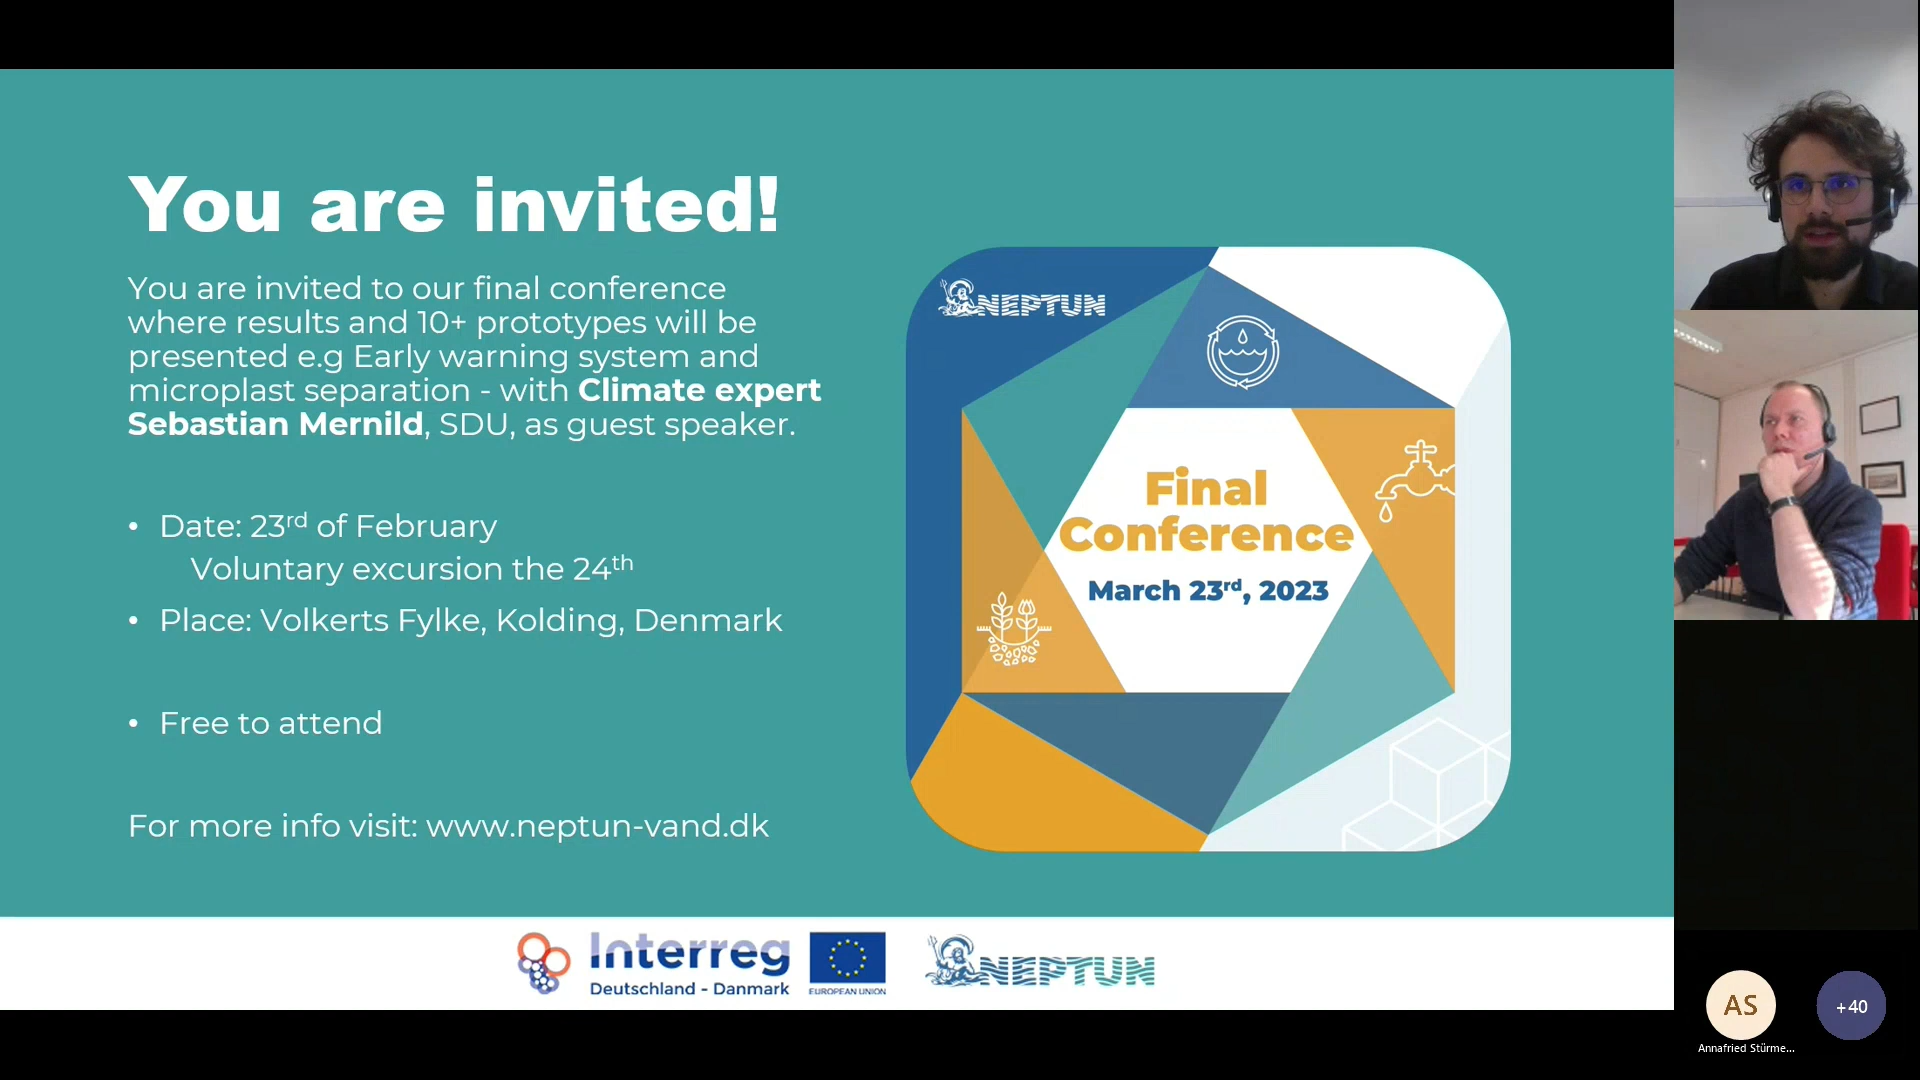 You are invited!
You are invited to our final conference
where results and 10+ prototypes will be
presented e.g Early warning system and
microplast separation - with Climate expert
Sebastian Mernild, SDU, as guest speaker.
• Date: 23rd of February
Voluntary excursion the 24th
• Place: Volkerts Fylke, Kolding, Denmark
• Free to attend
For more info visit: www.neptun-vand.dk
NEPTUN
Final
Conference
March 23rd, 2023
Interreg
Deutschland - Danmark
EUROPEAN UNION
NEPTUN
AS
Annafried Stürme...
+40